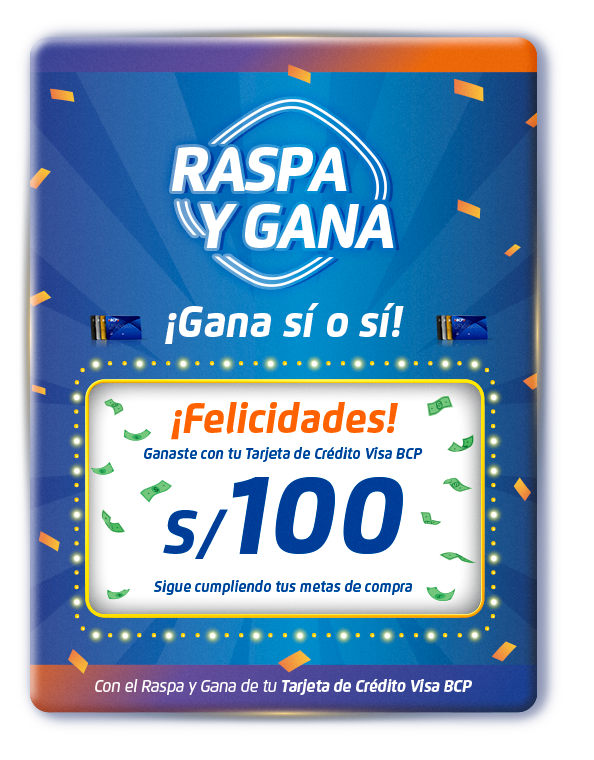 RASPA
Y GANA
¡Gana sí o sí!
¡Felicidades!
Ganaste con tu Tarjeta de Crédito Visa BCP
S/100
Sigue cumpliendo tus metas de compra
Con el Raspa y Gana de tu Tarjeta de Crédito Visa BCP